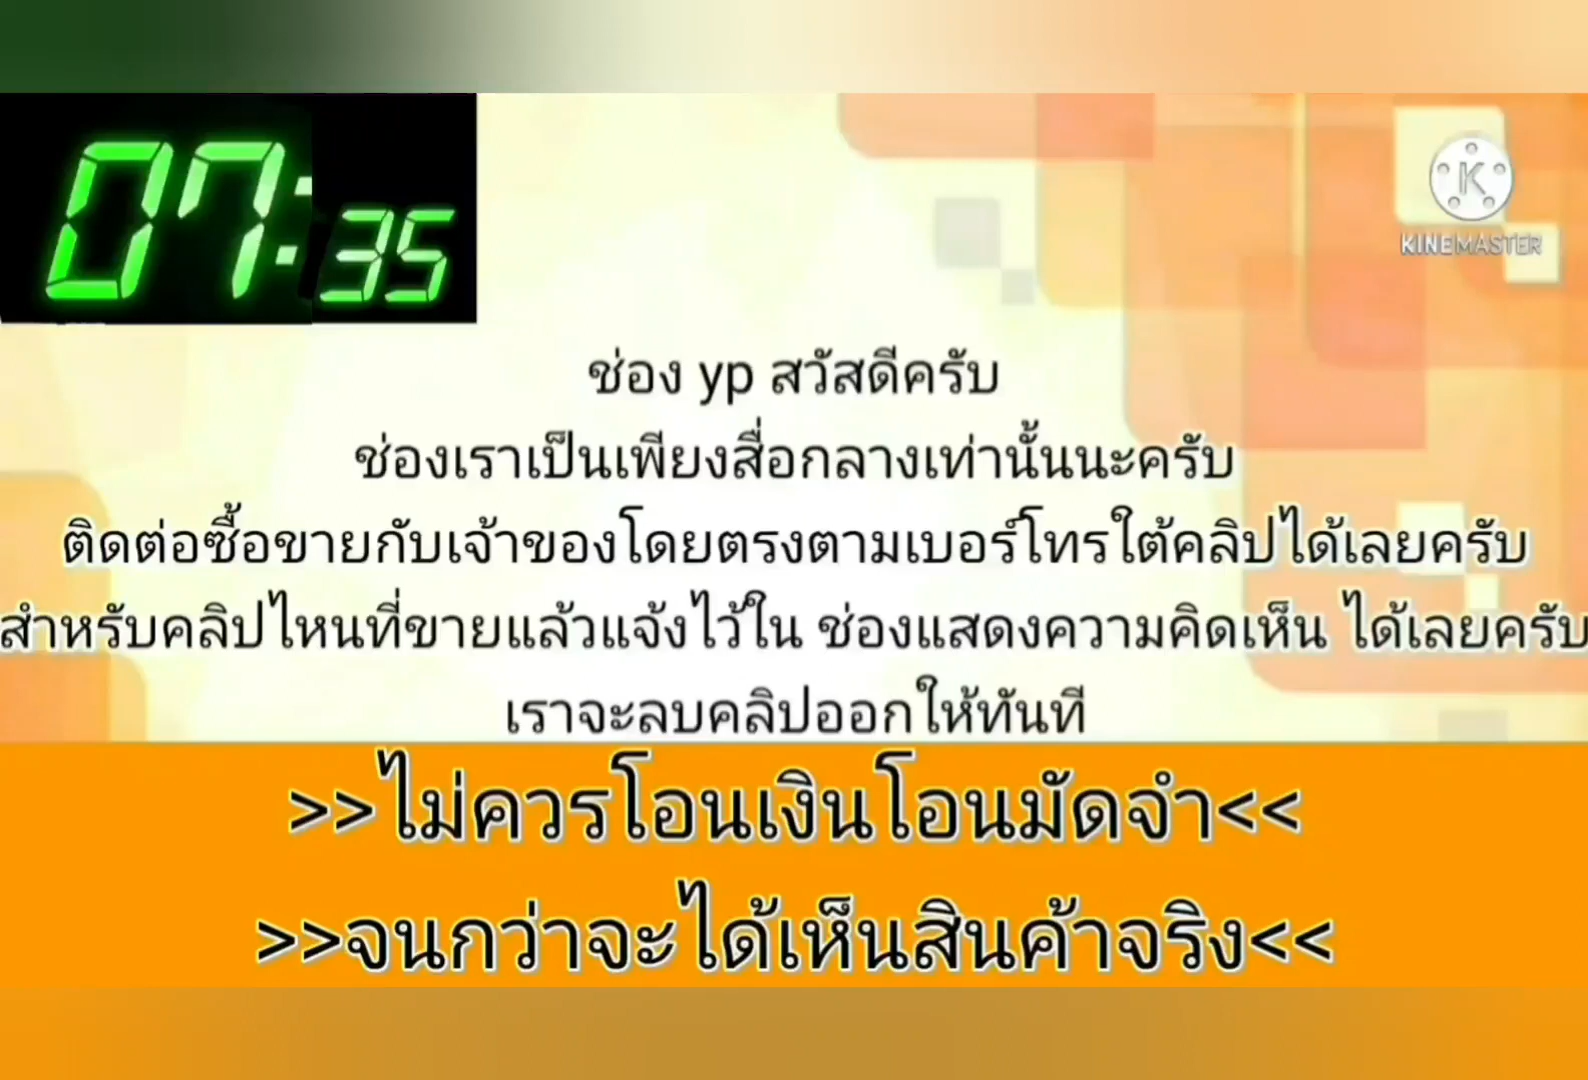 07:35
KINEMASTER
ช่อง yp สวัสดีครับ
ช่องเราเป็นเพียงสื่อกลางเท่านั้นนะครับ
ติดต่อซื้อขายกับเจ้าของโดยตรงตามเบอร์โทรใต้คลิปได้เลยครับ
สำหรับคลิปไหนที่ขายแล้วแจ้งไว้ใน ช่องแสดงความคิดเห็น ได้เลยครับ
เราจะลบคลิปออกให้ทันที
>>ไม่ควรโอนเงินโอนมัดจำ<<
>>จนกว่าจะได้เห็นสินค้าจริง<<